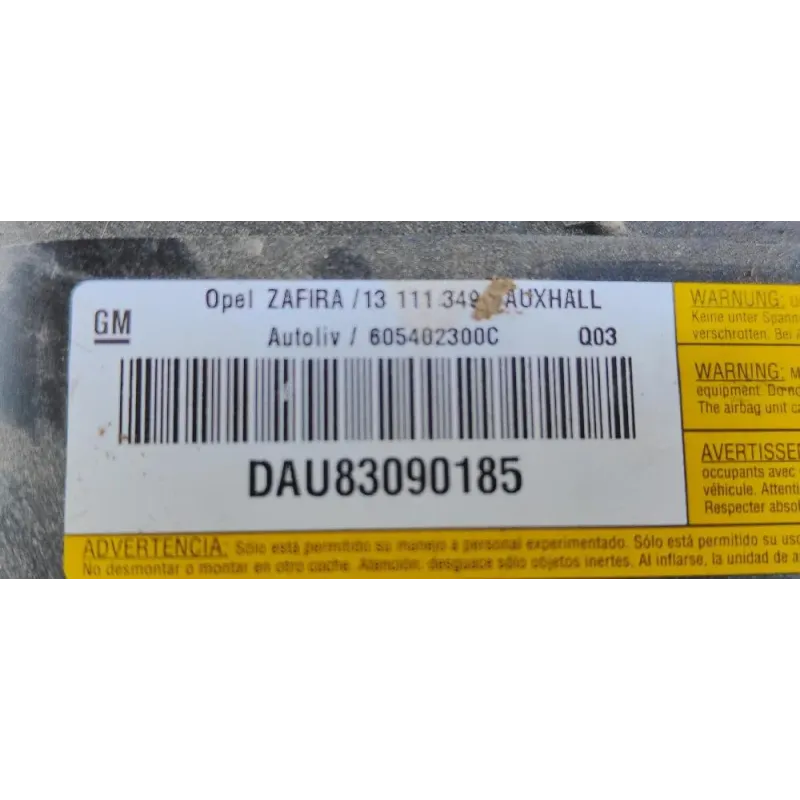 GM
Opel ZAFIRA /13 111 349 VAUXHALL
Autoliv / 605402300C Q03
DAU83090185
WARNUNG:
Keine unter Spann
verschrotten. Bei
WARNING: M
equipment. Do no
The airbag unit c
AVERTISSE
occupants avec
véhicule. Attenti
Respecter absol
ADVERTENCIA: Sólo está permitido su manejo a personal experimentado. Sólo está permitido su uso
No desmontar o montar en otro coche. Atención, desguace sólo objetos inertes. Al inflarse, la unidad de a